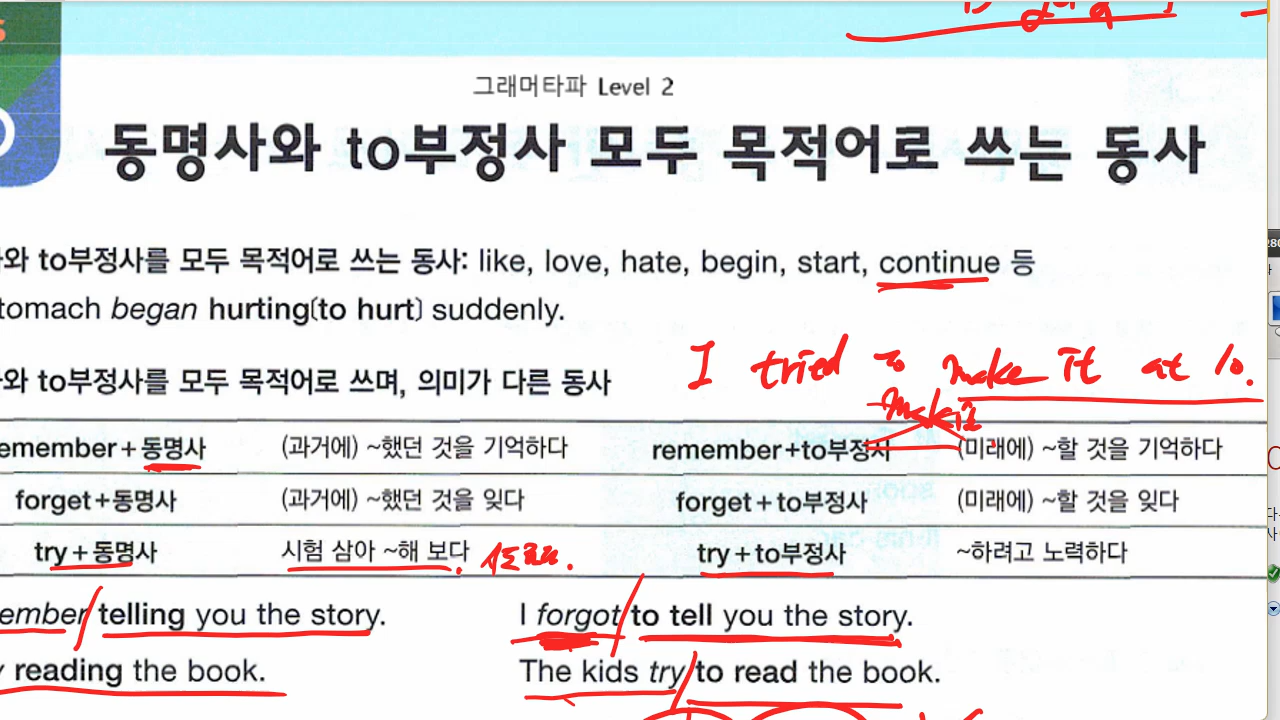 그래머타파 Level 2
동명사와 to부정사 모두 목적어로 쓰는 동사
와 to부정사를 모두 목적어로 쓰는 동사: like, love, hate, begin, start, continue 등
tomach began hurting(to hurt) suddenly.
I tried to make it at 10.
와 to부정사를 모두 목적어로 쓰며, 의미가 다른 동사
emember+동명사 (과거에) ~했던 것을 기억하다 remember+to부정사 (미래에) ~할 것을 기억하다
forget+동명사 (과거에) ~했던 것을 잊다 forget+to부정사 (미래에) ~할 것을 잊다
try+동명사 시험 삼아 ~해 보다 try+to부정사 ~하려고 노력하다
ember telling you the story. I forgot to tell you the story.
y reading the book. The kids try to read the book.